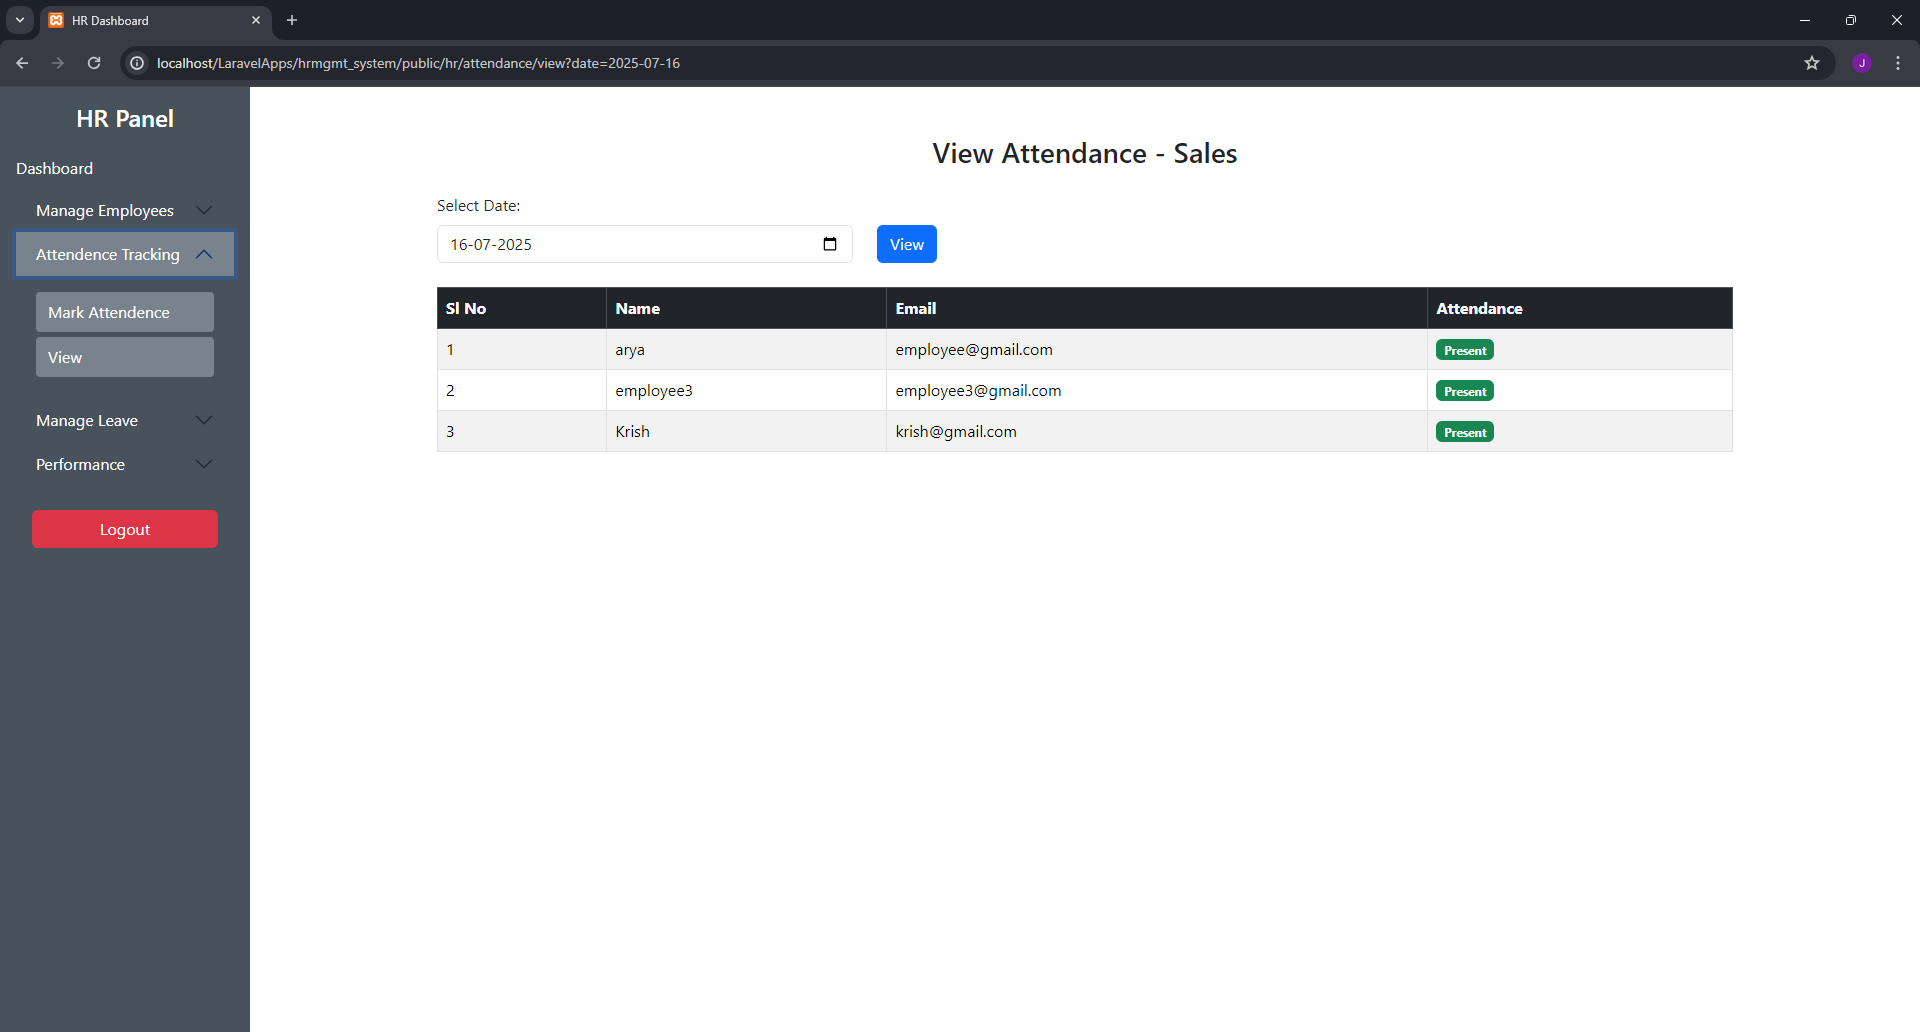 HR Dashboard
localhost/LaravelApps/hrmgmt_system/public/hr/attendance/view?date=2025-07-16
J
HR Panel
Dashboard
Manage Employees
Attendence Tracking
Mark Attendence
View
Manage Leave
Performance
Logout
View Attendance - Sales
Select Date:
16-07-2025
View
Sl No Name Email Attendance
1 arya employee@gmail.com Present
2 employee3 employee3@gmail.com Present
3 Krish krish@gmail.com Present